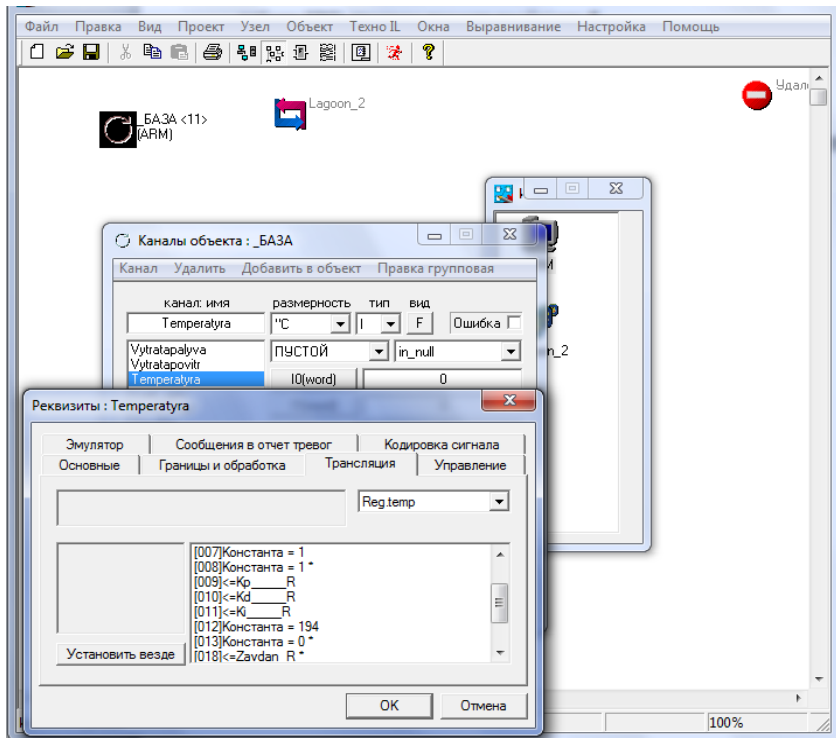 Файл Правка Вид Проект Узел Объект Техно IL Окна Выравнивание Настройка Помощь
_БАЗА <11>
(ARM)
Lagoon_2
Каналы объекта : _БАЗА
Канал Удалить Добавить в объект Правка групповая
канал: имя размерность тип вид
Temperatyra "C I F Ошибка
Vytratapalyva ПУСТОЙ in_null
Vytratapovitr
Temperatyra I0(word) 0
Реквизиты : Temperatyra
Эмулятор Сообщения в отчет тревог Кодировка сигнала
Основные Границы и обработка Трансляция Управление
Reg.temp
[007]Константа = 1
[008]Константа = 1 *
[009]<=Kp_____R
[010]<=Kd_____R
[011]<=Ki_____R
[012]Константа = 194
[013]Константа = 0 *
[018]<=Zavdan_R *
Установить везде
OK Отмена
100%